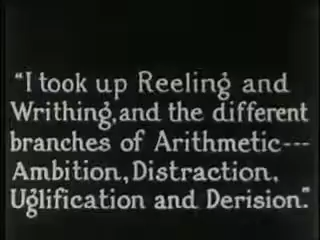 "I took up Reeling and
Writhing, and the different
branches of Arithmetic---
Ambition, Distraction,
Uglification and Derision."